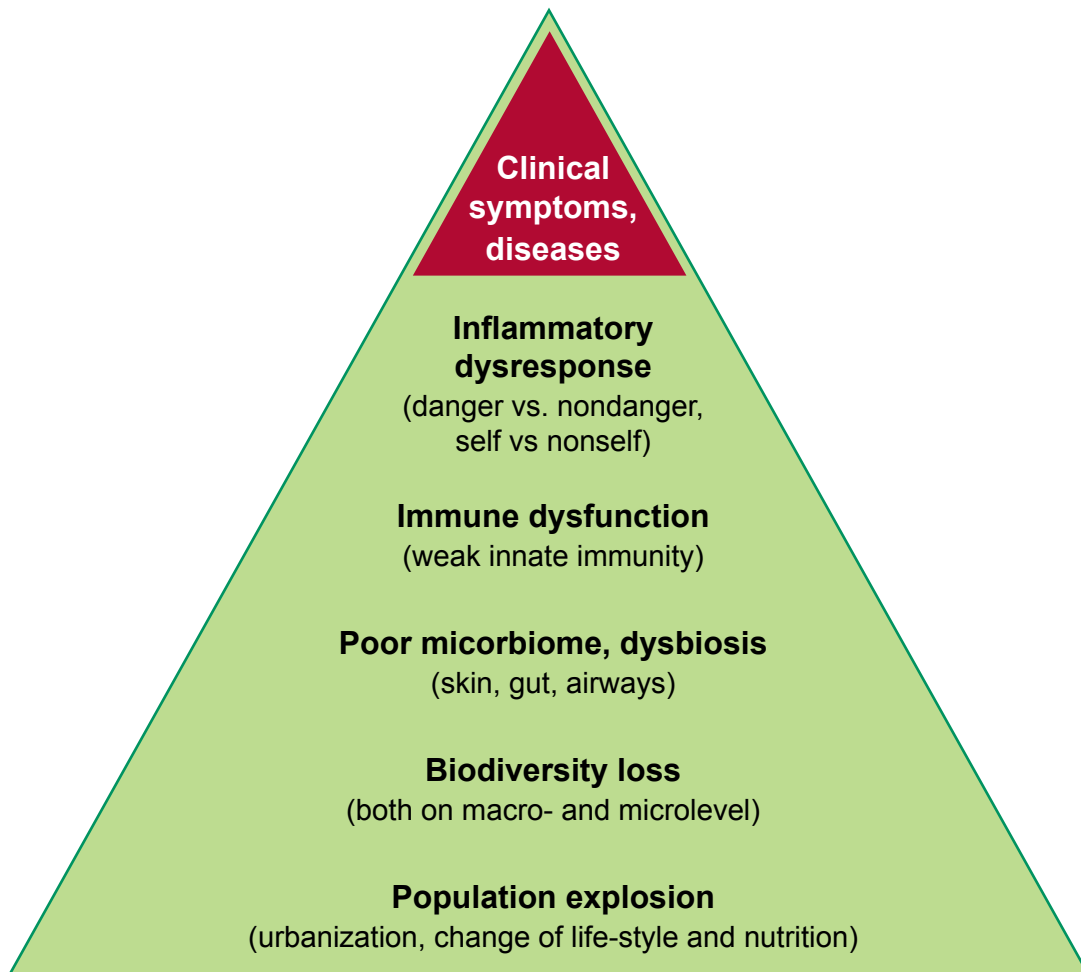 Clinical
symptoms,
diseases
Inflammatory
dysresponse
(danger vs. nondanger,
self vs nonself)
Immune dysfunction
(weak innate immunity)
Poor micorbiome, dysbiosis
(skin, gut, airways)
Biodiversity loss
(both on macro- and microlevel)
Population explosion
(urbanization, change of life-style and nutrition)